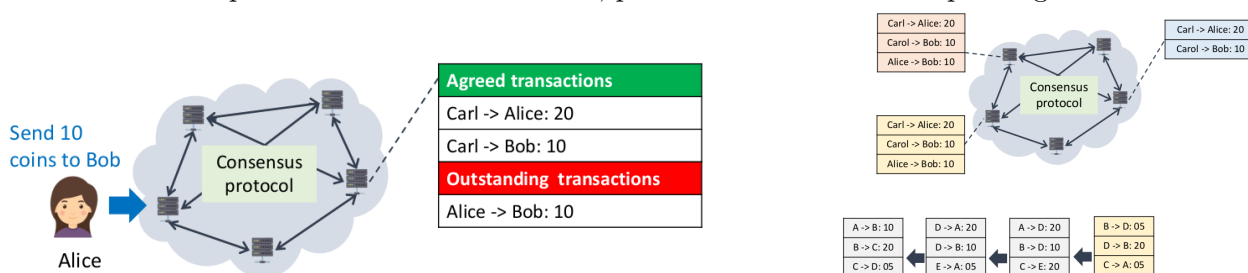 Send 10
coins to Bob
Alice
Consensus
protocol
Agreed transactions
Carl -> Alice: 20
Carl -> Bob: 10
Outstanding transactions
Alice -> Bob: 10
Carl -> Alice: 20
Carol -> Bob: 10
Alice -> Bob: 10
Consensus
protocol
Carl -> Alice: 20
Carol -> Bob: 10
Carl -> Alice: 20
Carol -> Bob: 10
Alice -> Bob: 10
A -> B: 10
B -> C: 20
C -> D: 05
D -> A: 20
D -> B: 10
E -> A: 05
A -> D: 20
B -> D: 10
C -> E: 20
B -> D: 05
D -> B: 20
C -> A: 05